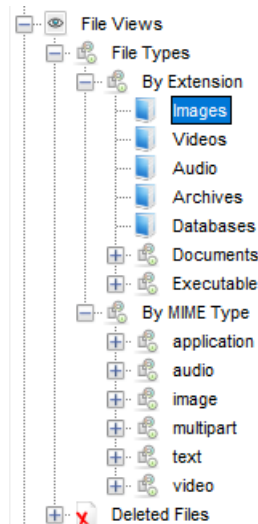 File Views
File Types
By Extension
Images
Videos
Audio
Archives
Databases
Documents
Executable
By MIME Type
application
audio
image
multipart
text
video
Deleted Files